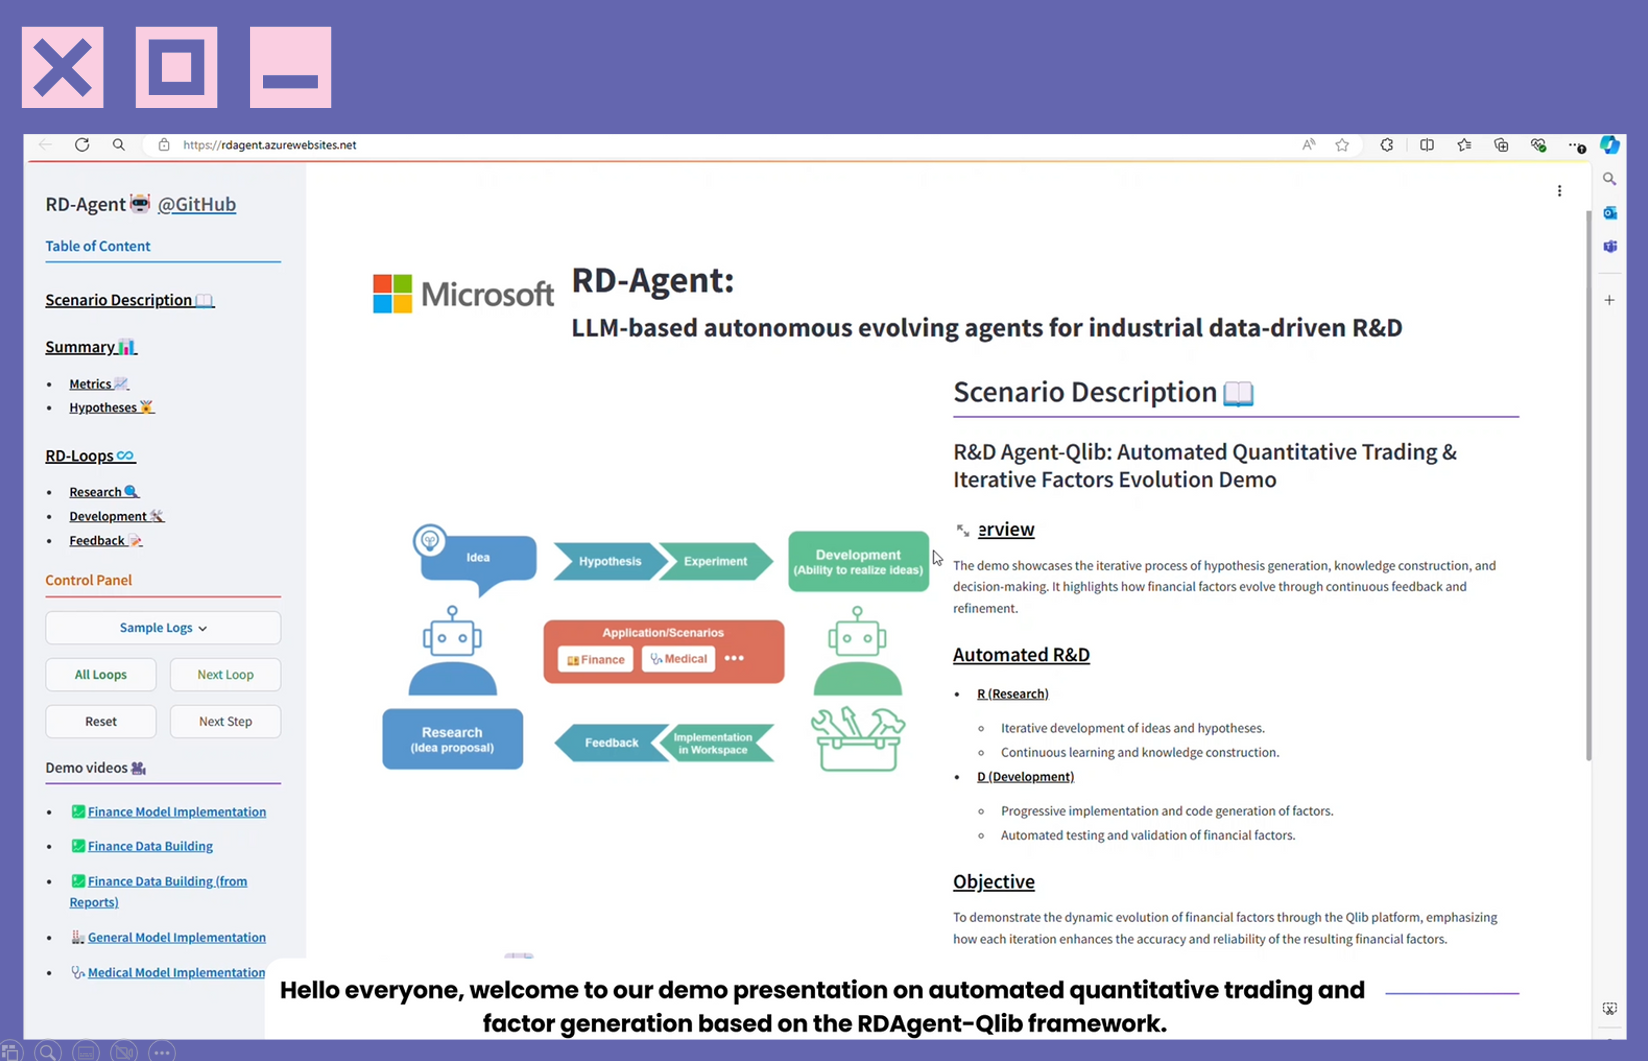 https://rdagent.azurewebsites.net
RD-Agent @GitHub
Table of Content
Scenario Description
Summary
Metrics
Hypotheses
RD-Loops
Research
Development
Feedback
Control Panel
Sample Logs
All Loops
Next Loop
Reset
Next Step
Demo videos
Finance Model Implementation
Finance Data Building
Finance Data Building (from
Reports)
General Model Implementation
Medical Model Implementation
Microsoft
RD-Agent:
LLM-based autonomous evolving agents for industrial data-driven R&D
Idea
Hypothesis
Experiment
Development
(Ability to realize ideas)
Application/Scenarios
Finance
Medical
Research
(Idea proposal)
Feedback
Implementation
in Workspace
Scenario Description
R&D Agent-Qlib: Automated Quantitative Trading &
Iterative Factors Evolution Demo
erview
The demo showcases the iterative process of hypothesis generation, knowledge construction, and
decision-making. It highlights how financial factors evolve through continuous feedback and
refinement.
Automated R&D
R (Research)
Iterative development of ideas and hypotheses.
Continuous learning and knowledge construction.
D (Development)
Progressive implementation and code generation of factors.
Automated testing and validation of financial factors.
Objective
To demonstrate the dynamic evolution of financial factors through the Qlib platform, emphasizing
how each iteration enhances the accuracy and reliability of the resulting financial factors.
Hello everyone, welcome to our demo presentation on automated quantitative trading and
factor generation based on the RDAgent-Qlib framework.